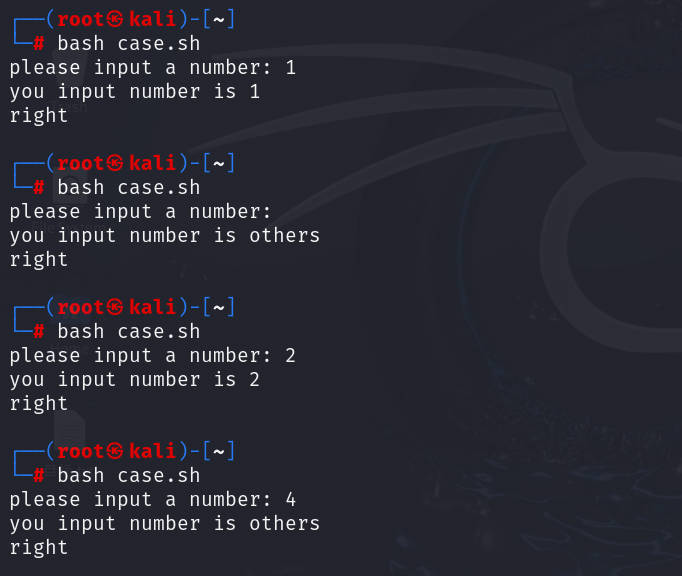 ┌──(root㉿kali)-[~]
└─# bash case.sh
please input a number: 1
you input number is 1
right
┌──(root㉿kali)-[~]
└─# bash case.sh
please input a number:
you input number is others
right
┌──(root㉿kali)-[~]
└─# bash case.sh
please input a number: 2
you input number is 2
right
┌──(root㉿kali)-[~]
└─# bash case.sh
please input a number: 4
you input number is others
right